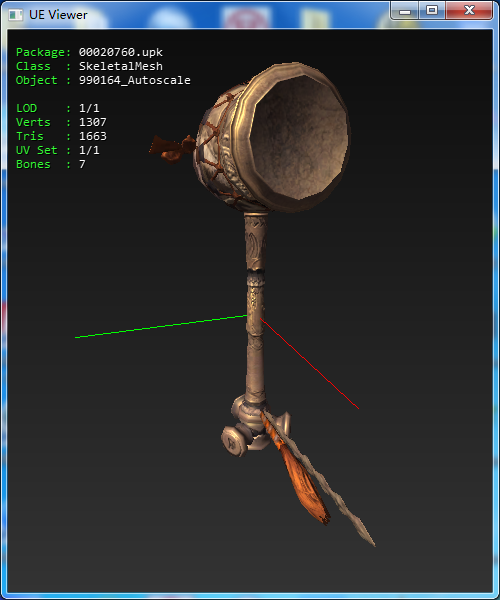 UE Viewer
Package: 00020760.upk
Class  : SkeletalMesh
Object : 990164_Autoscale
LOD    : 1/1
Verts  : 1307
Tris   : 1663
UV Set : 1/1
Bones  : 7